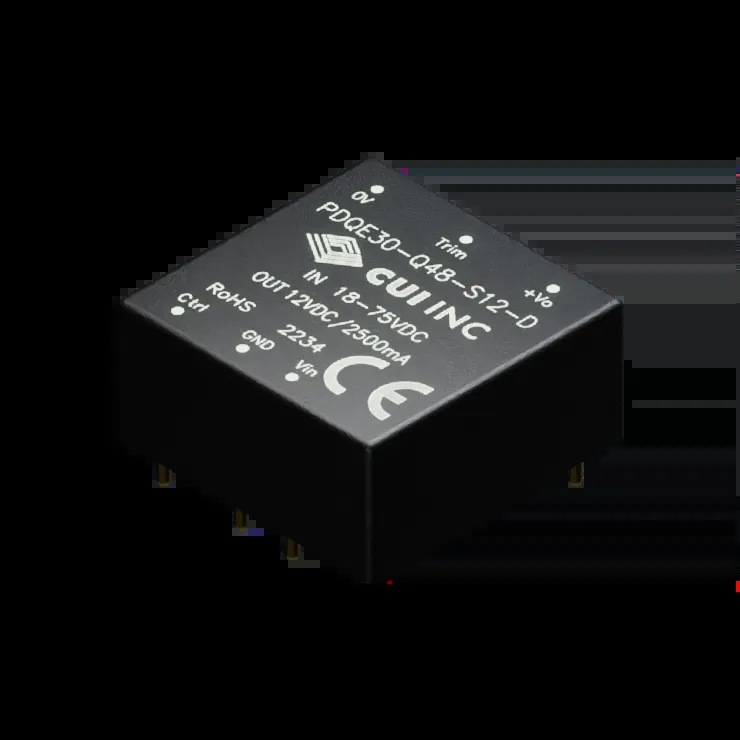 0V
Trim
+Vo
PDQE30-Q48-S12-D
CUI INC
IN 18-75VDC
OUT 12VDC/2500mA
RoHS
2234
CE
Ctrl
GND
Vin